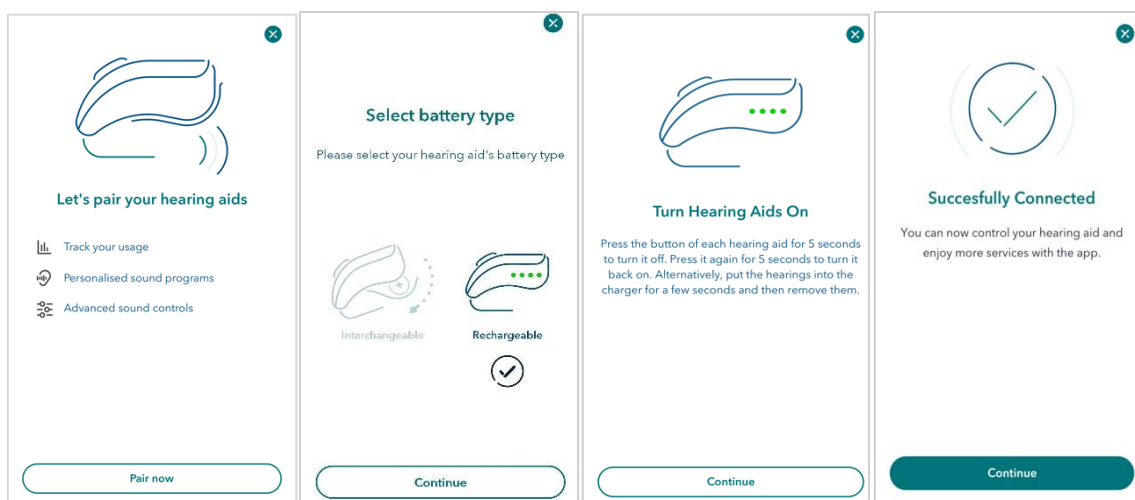 Let's pair your hearing aids
Track your usage
Personalised sound programs
Advanced sound controls
Pair now
Select battery type
Please select your hearing aid's battery type
Interchangeable
Rechargeable
Continue
Turn Hearing Aids On
Press the button of each hearing aid for 5 seconds
to turn it off. Press it again for 5 seconds to turn it
back on. Alternatively, put the hearings into the
charger for a few seconds and then remove them.
Continue
Succesfully Connected
You can now control your hearing aid and
enjoy more services with the app.
Continue